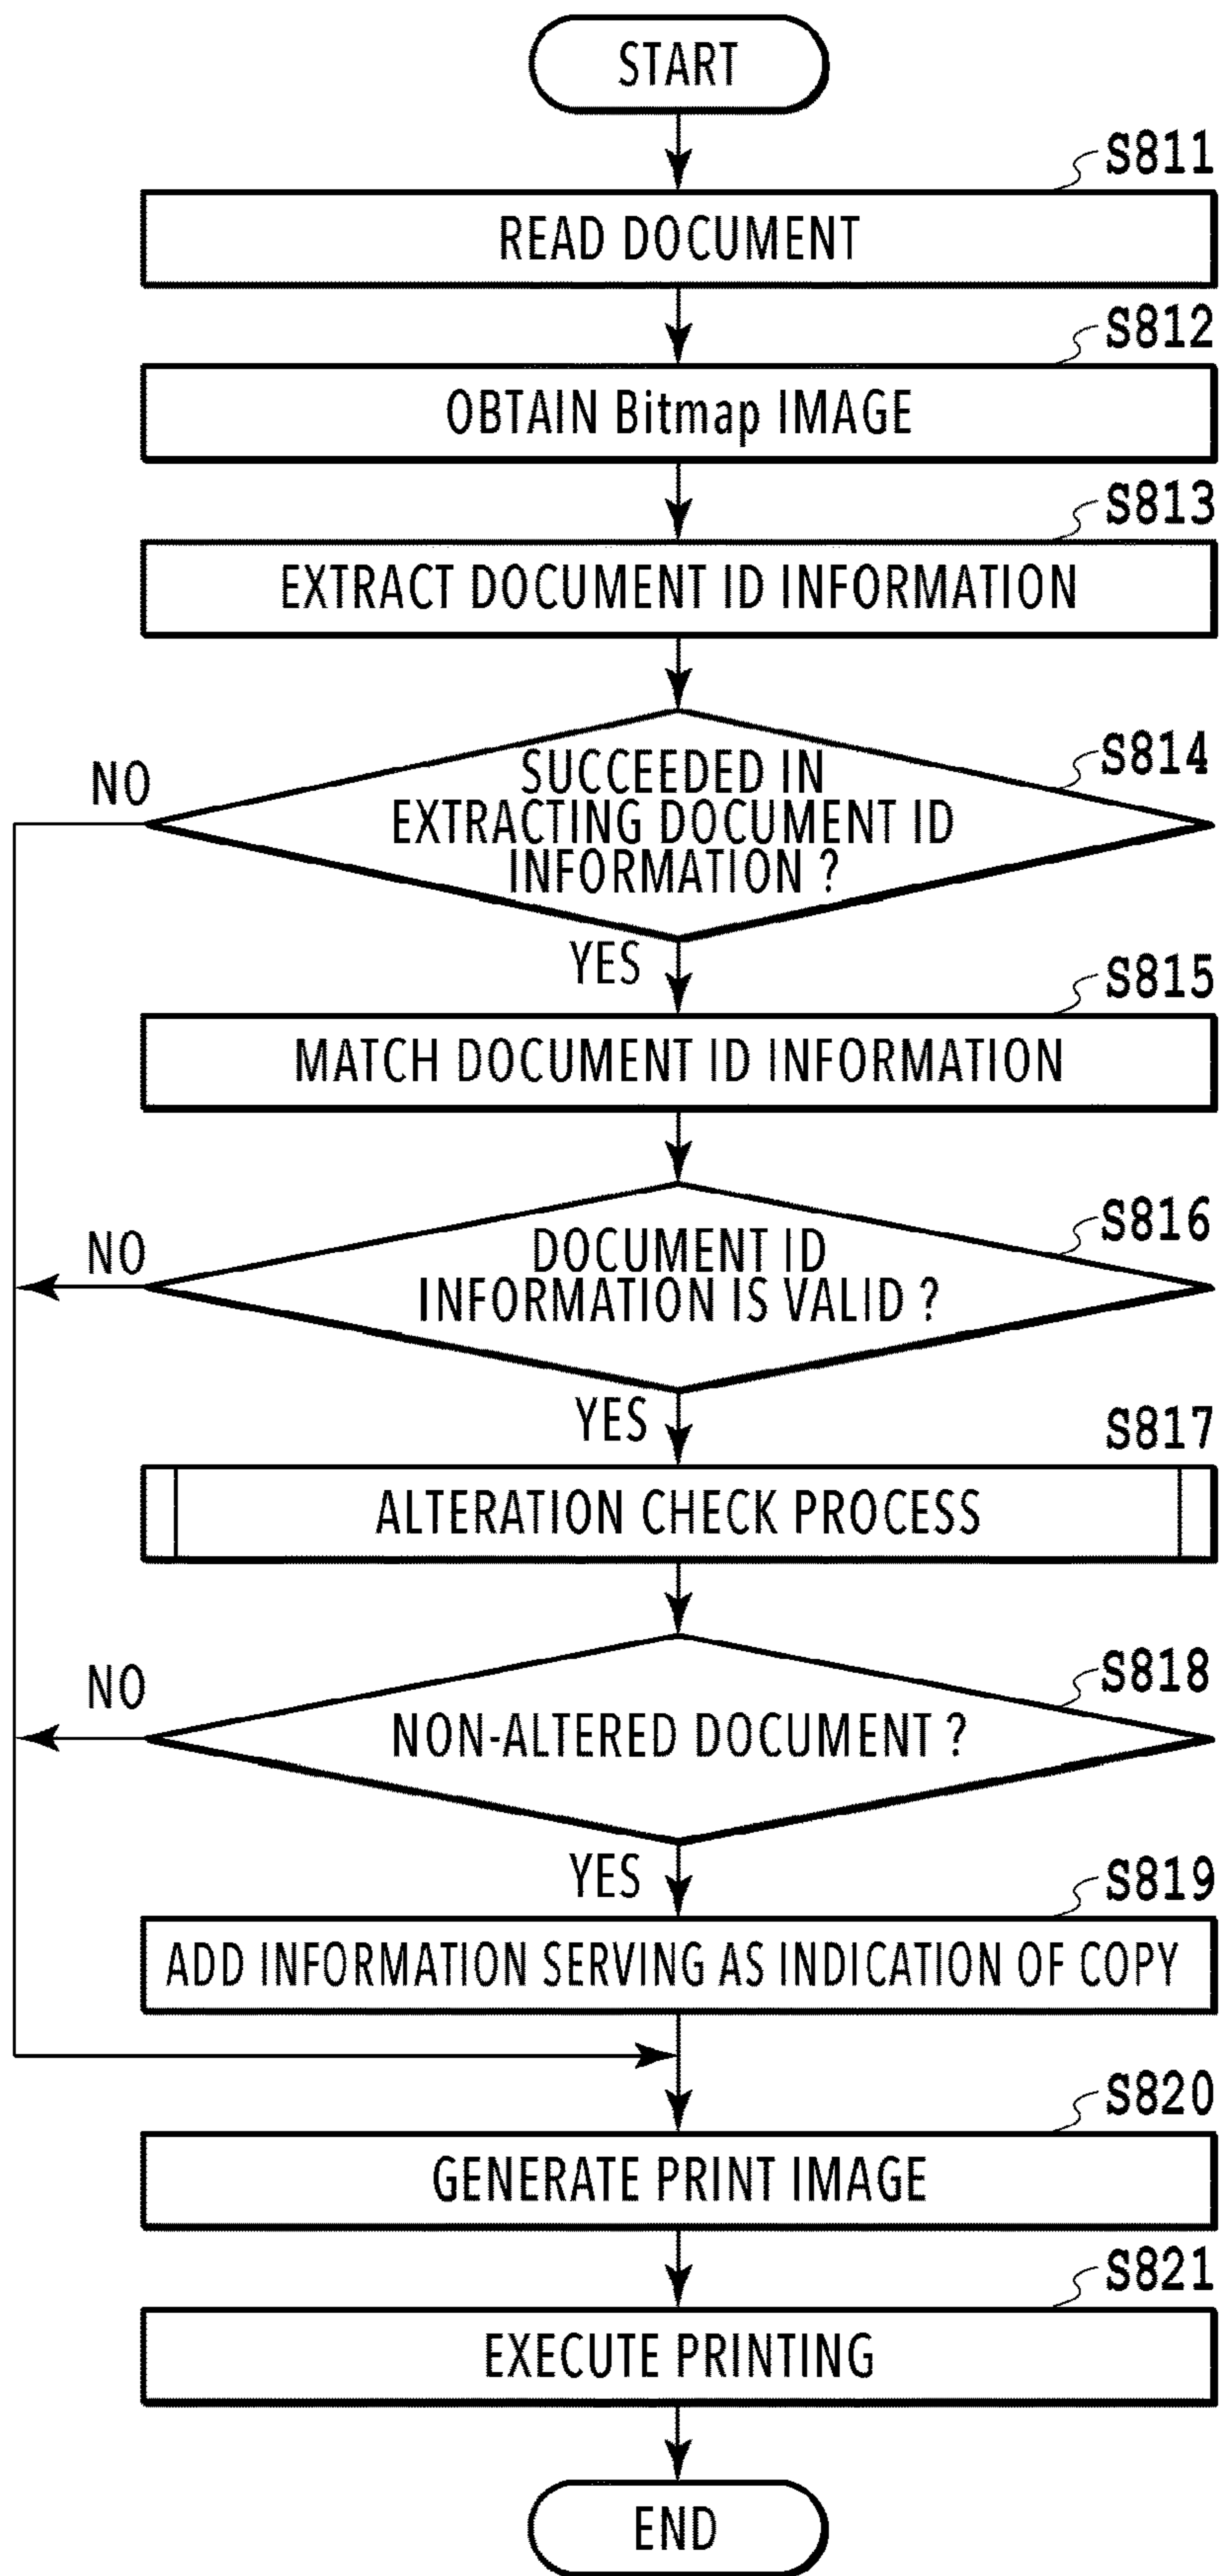 START
S811
READ DOCUMENT
S812
OBTAIN Bitmap IMAGE
S813
EXTRACT DOCUMENT ID INFORMATION
S814
NO
SUCCEEDED IN
EXTRACTING DOCUMENT ID
INFORMATION ?
YES
S815
MATCH DOCUMENT ID INFORMATION
S816
NO
DOCUMENT ID
INFORMATION IS VALID ?
YES
S817
ALTERATION CHECK PROCESS
S818
NO
NON-ALTERED DOCUMENT ?
YES
S819
ADD INFORMATION SERVING AS INDICATION OF COPY
S820
GENERATE PRINT IMAGE
S821
EXECUTE PRINTING
END